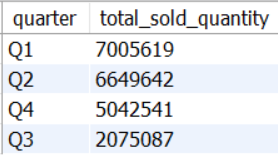 quarter total_sold_quantity
Q1 7005619
Q2 6649642
Q4 5042541
Q3 2075087